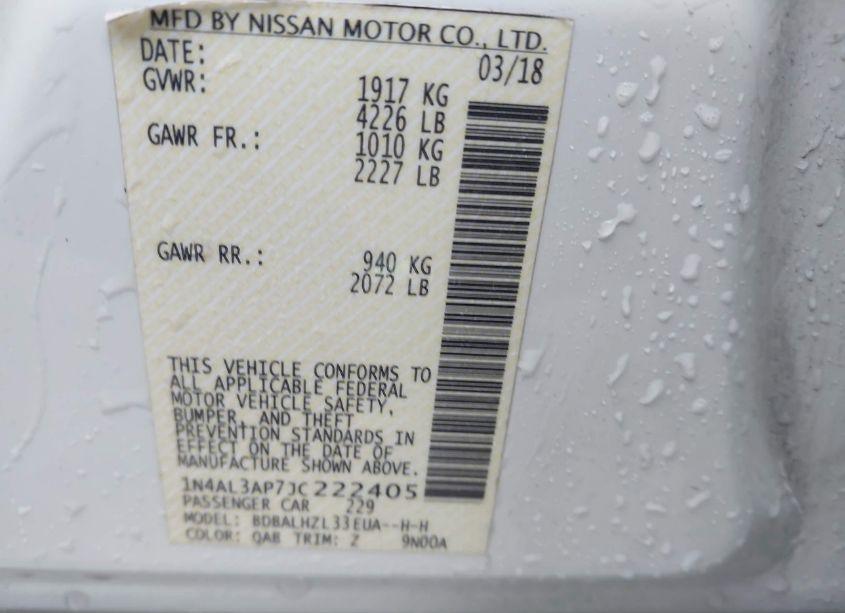 MFD BY NISSAN MOTOR CO., LTD.
DATE: 03/18
GVWR: 1917 KG
4226 LB
GAWR FR.: 1010 KG
2227 LB
GAWR RR.: 940 KG
2072 LB
THIS VEHICLE CONFORMS TO
ALL APPLICABLE FEDERAL
MOTOR VEHICLE SAFETY,
BUMPER, AND THEFT
PREVENTION STANDARDS IN
EFFECT ON THE DATE OF
MANUFACTURE SHOWN ABOVE.
1N4AL3AP7JC222405
PASSENGER CAR 229
MODEL: BDBALHZL33EUA--H-H
COLOR: QAB TRIM: Z 9N00A